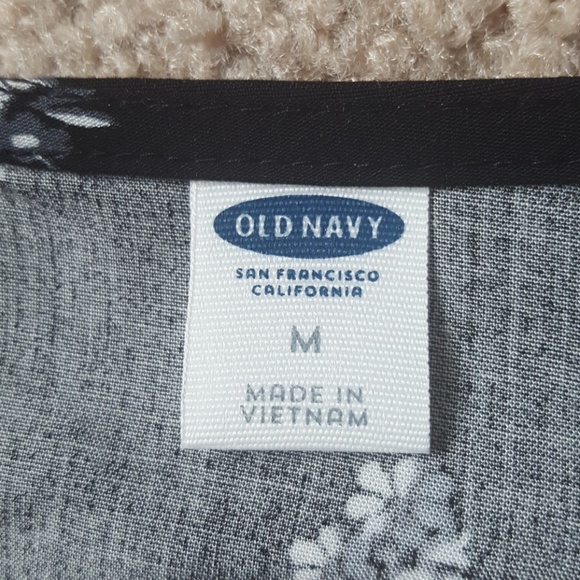 OLD NAVY
SAN FRANCISCO
CALIFORNIA
M
MADE IN
VIETNAM